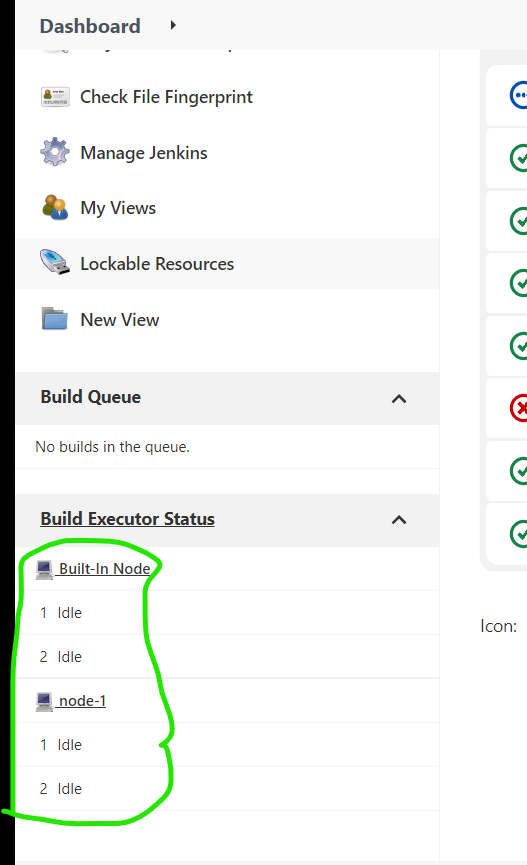 Dashboard
Check File Fingerprint
Manage Jenkins
My Views
Lockable Resources
New View
Build Queue
No builds in the queue.
Build Executor Status
Built-In Node
1 Idle
2 Idle
node-1
1 Idle
2 Idle
Icon: